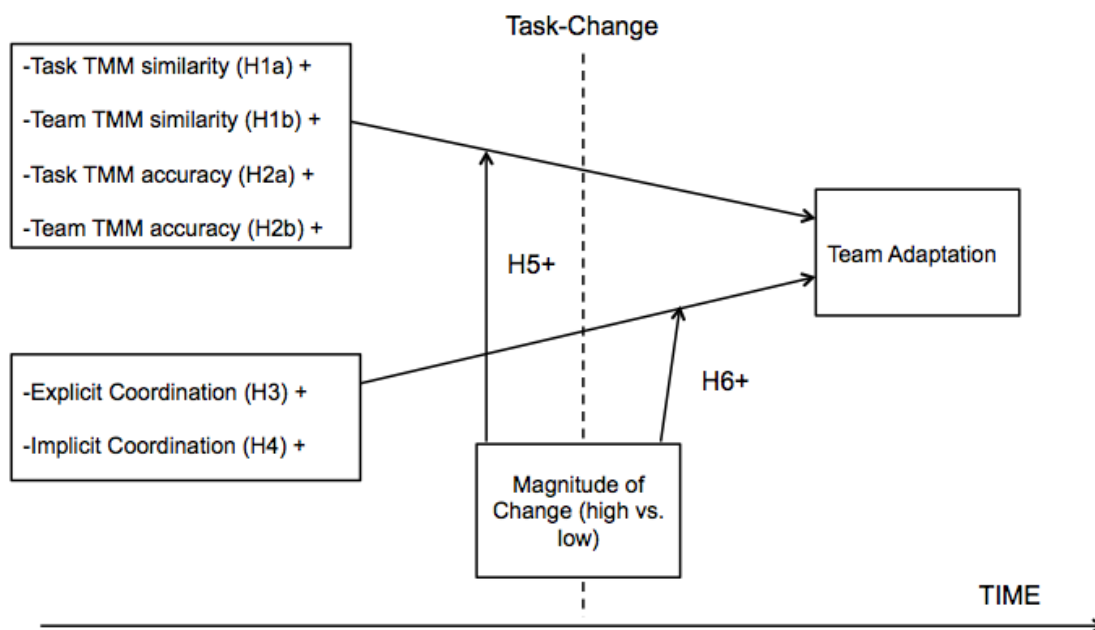 Task-Change
-Task TMM similarity (H1a) +
-Team TMM similarity (H1b) +
-Task TMM accuracy (H2a) +
-Team TMM accuracy (H2b) +
Team Adaptation
H5+
-Explicit Coordination (H3) +
-Implicit Coordination (H4) +
H6+
Magnitude of
Change (high vs.
low)
TIME